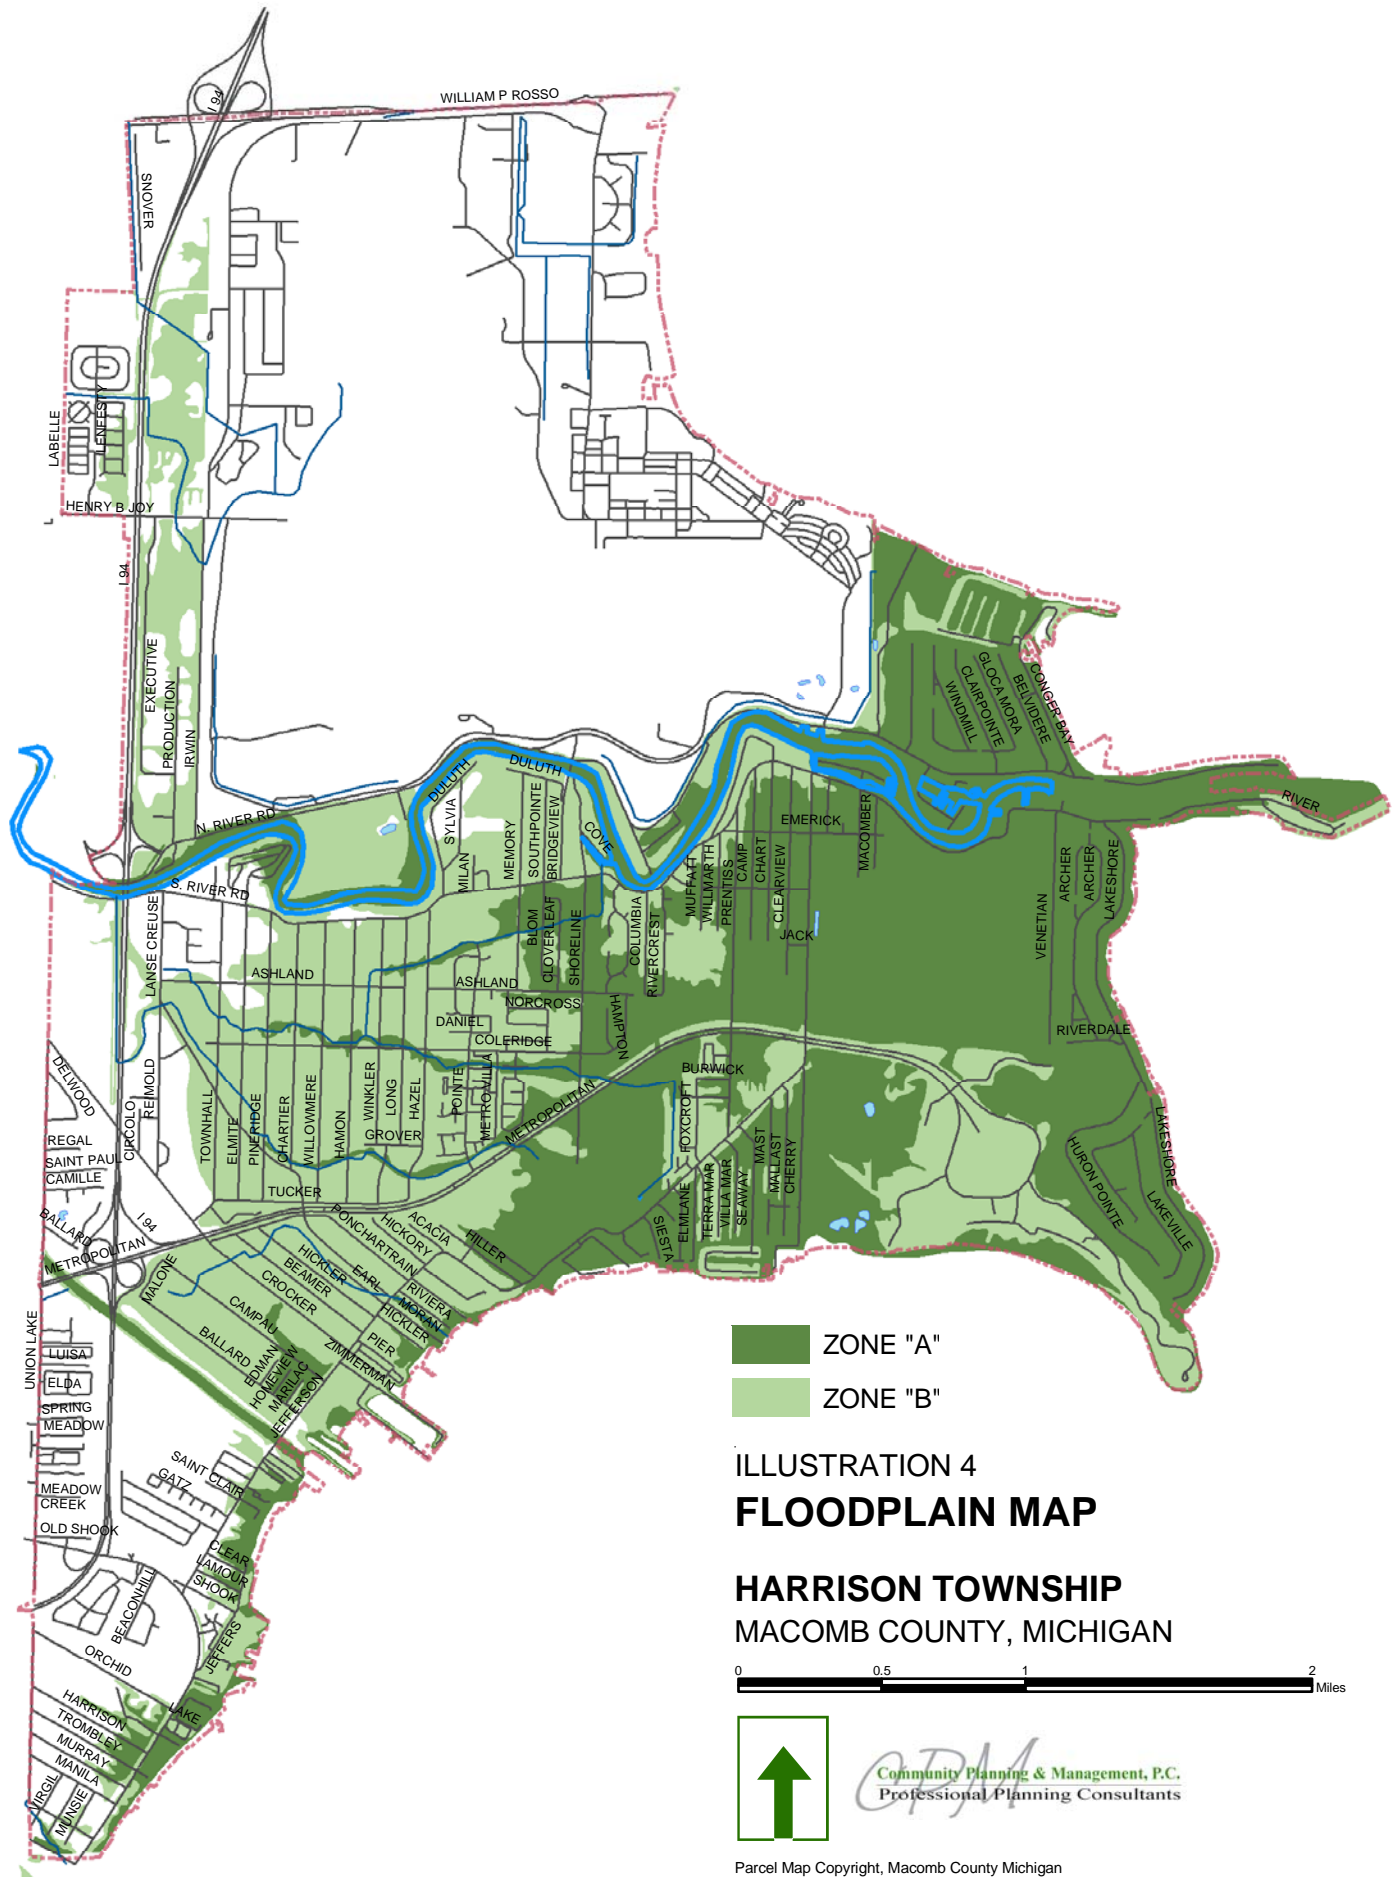 WILLIAM P ROSSO
I 94
SNOVER
LABELLE
LENFESTY
HENRY B JOY
I 94
EXECUTIVE
PRODUCTION
IRWIN
GLOCA MORA
CLAIRPOINTE
WINDMILL
BELVIDERE
CONGER BAY
N. RIVER RD
S. RIVER RD
DULUTH
DULUTH
SYLVIA
MILAN
MEMORY
SOUTHPOINTE
BRIDGEVIEW
COVE
EMERICK
MACOMBER
RIVER
MUFFATT
WILLMARTH
PRENTISS
CAMP
CHART
CLEARVIEW
JACK
VENETIAN
ARCHER
ARCHER
LAKESHORE
RIVERDALE
LANSE CREUSE
ASHLAND
ASHLAND
BLOM
CLOVERLEAF
SHORELINE
COLUMBIA
RIVERCREST
NORCROSS
HAMPTON
DANIEL
COLERIDGE
DELWOOD
REGAL
SAINT PAUL
CAMILLE
BALLARD
CIRCOLO
REIMOLD
TOWNHALL
ELMITE
PINERIDGE
CHARTIER
WILLOWMERE
HAMON
WINKLER
LONG
HAZEL
GROVER
POINTE
METRO VILLA
METROPOLITAN
BURWICK
FOXCROFT
ELMLANE
SIESTA
TERRA MAR
VILLA MAR
SEAWAY
MAST
MALLAST
CHERRY
HURON POINTE
LAKESHORE
LAKEVILLE
TUCKER
I 94
METROPOLITAN
MALONE
PONCHARTRAIN
HICKORY
ACACIA
HILLER
HICKLER
BEAMER
CROCKER
EARL
RIVIERA
MORAN
HICKLER
CAMPAU
BALLARD
EDMAN
HOMEVIEW
MARILAC
JEFFERSON
PIER
ZIMMERMAN
UNION LAKE
LUISA
ELDA
SPRING
MEADOW
MEADOW
CREEK
OLD SHOOK
SAINT CLAIR
GATZ
CLEAR
LAMOUR
SHOOK
BEACONHILL
JEFFERS
ORCHID
LAKE
HARRISON
TROMBLEY
MURRAY
MANILA
VIRGIL
MUNSIE
ZONE "A"
ZONE "B"
ILLUSTRATION 4
FLOODPLAIN MAP
HARRISON TOWNSHIP
MACOMB COUNTY, MICHIGAN
0 0.5 1 2
Miles
CPM
Community Planning & Management, P.C.
Professional Planning Consultants
Parcel Map Copyright, Macomb County Michigan